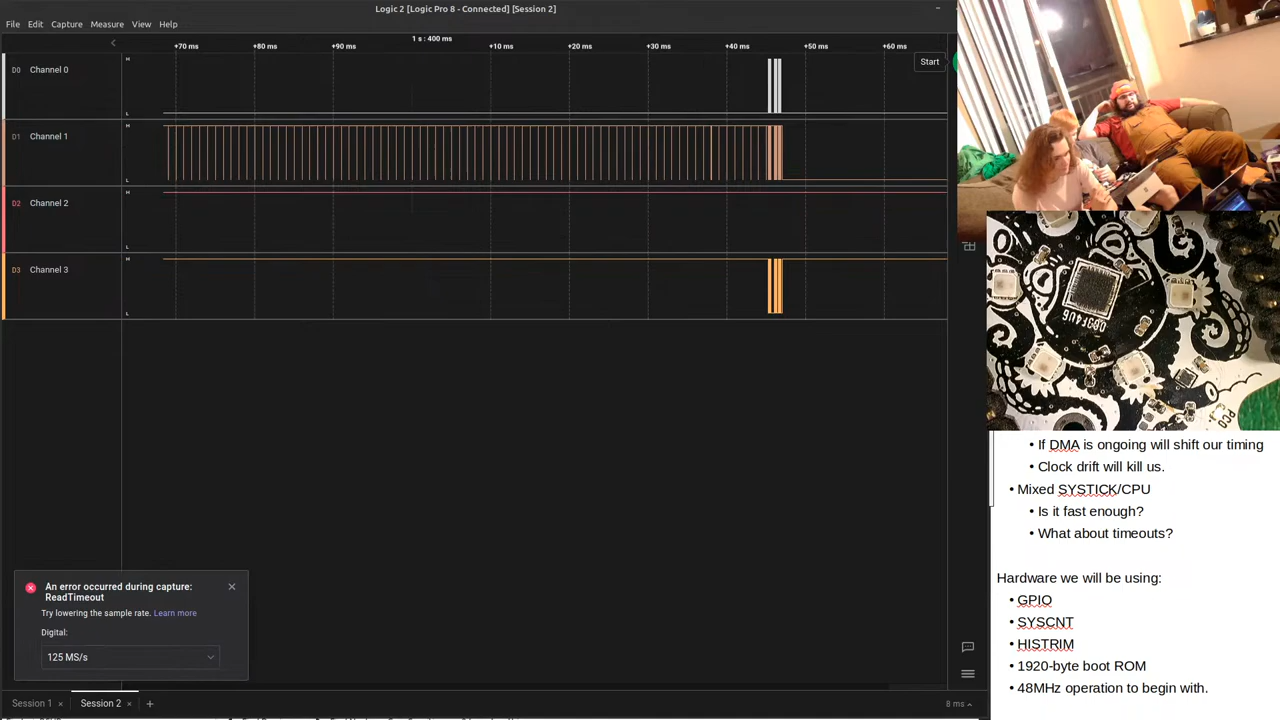 Logic 2 [Logic Pro 8 - Connected] [Session 2]
File Edit Capture Measure View Help
1 s : 400 ms
+70 ms +80 ms +90 ms +10 ms +20 ms +30 ms +40 ms +50 ms +60 ms
Start
D0 Channel 0
H
L
D1 Channel 1
H
L
D2 Channel 2
H
L
D3 Channel 3
H
L
An error occurred during capture:
ReadTimeout
Try lowering the sample rate. Learn more
Digital:
125 MS/s
Session 1 Session 2
8 ms
• If DMA is ongoing will shift our timing
• Clock drift will kill us.
• Mixed SYSTICK/CPU
• Is it fast enough?
• What about timeouts?
Hardware we will be using:
• GPIO
• SYSCNT
• HISTRIM
• 1920-byte boot ROM
• 48MHz operation to begin with.